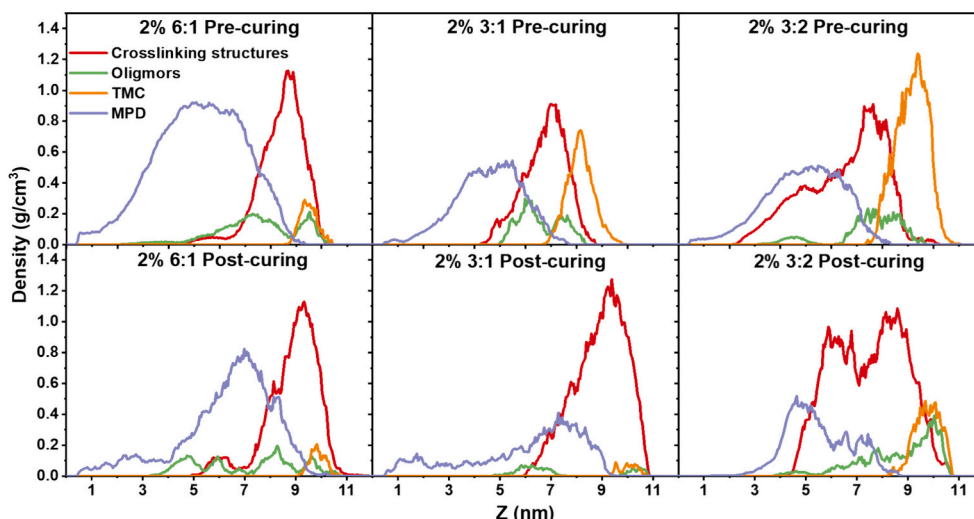 2% 6:1 Pre-curing
2% 3:1 Pre-curing
2% 3:2 Pre-curing
Crosslinking structures
Oligmors
TMC
MPD
1.4
1.2
1.0
0.8
0.6
0.4
0.2
0.0
Density (g/cm³)
2% 6:1 Post-curing
2% 3:1 Post-curing
2% 3:2 Post-curing
1.4
1.2
1.0
0.8
0.6
0.4
0.2
0.0
1 3 5 7 9 11
1 3 5 7 9 11
1 3 5 7 9 11
Z (nm)